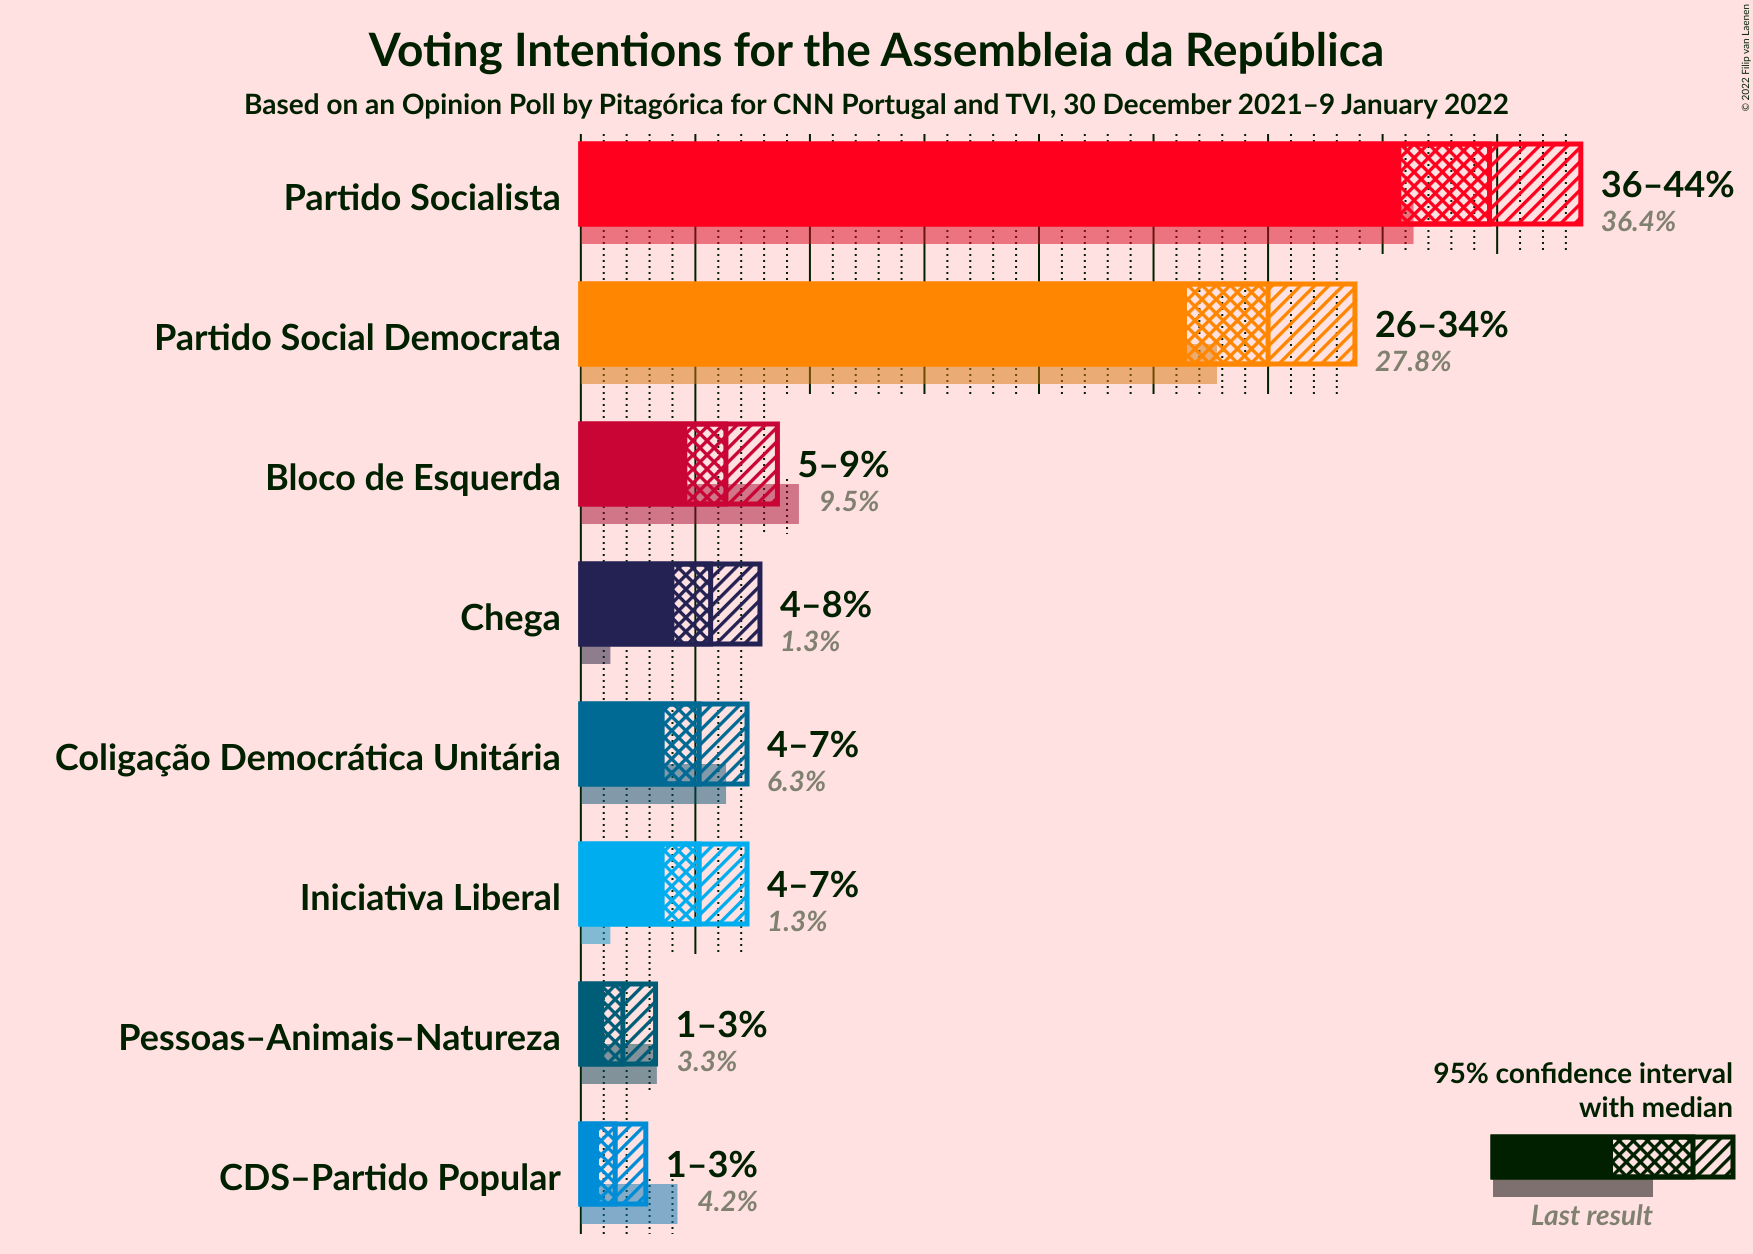 Voting Intentions for the Assembleia da República
Based on an Opinion Poll by Pitagórica for CNN Portugal and TVI, 30 December 2021–9 January 2022
© 2022 Filip van Laenen
Partido Socialista
36–44%
36.4%
Partido Social Democrata
26–34%
27.8%
Bloco de Esquerda
5–9%
9.5%
Chega
4–8%
1.3%
Coligação Democrática Unitária
4–7%
6.3%
Iniciativa Liberal
4–7%
1.3%
Pessoas–Animais–Natureza
1–3%
3.3%
CDS–Partido Popular
1–3%
4.2%
95% confidence interval
with median
Last result